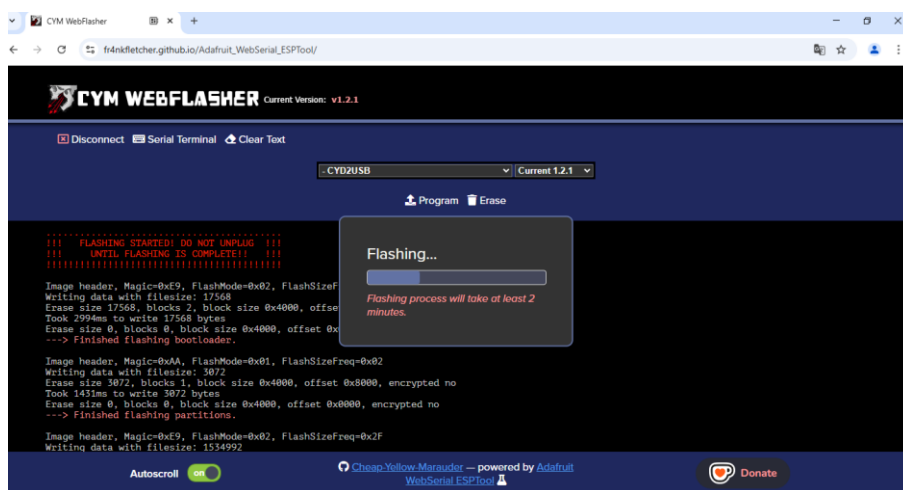 CYM WebFlasher
fr4nkfletcher.github.io/Adafruit_WebSerial_ESPTool/
CYM WEBFLASHER Current Version: v1.2.1
Disconnect Serial Terminal Clear Text
- CYD2USB Current 1.2.1
Program Erase
!!! FLASHING STARTED! DO NOT UNPLUG !!!
!!! UNTIL FLASHING IS COMPLETE!! !!!
!!!!!!!!!!!!!!!!!!!!!!!!!!!!!!!!!!!!!!!!!!!
Flashing...
Flashing process will take at least 2
minutes.
Image header, Magic=0xE9, FlashMode=0x02, FlashSizeF
Writing data with filesize: 17568
Erase size 17568, blocks 2, block size 0x4000, offse
Took 2994ms to write 17568 bytes
Erase size 0, blocks 0, block size 0x4000, offset 0x
---> Finished flashing bootloader.
Image header, Magic=0xAA, FlashMode=0x01, FlashSizeFreq=0x02
Writing data with filesize: 3072
Erase size 3072, blocks 1, block size 0x4000, offset 0x8000, encrypted no
Took 1431ms to write 3072 bytes
Erase size 0, blocks 0, block size 0x4000, offset 0x0000, encrypted no
---> Finished flashing partitions.
Image header, Magic=0xE9, FlashMode=0x02, FlashSizeFreq=0x2F
Writing data with filesize: 1534992
Autoscroll on
Cheap-Yellow-Marauder — powered by Adafruit
WebSerial ESPTool
Donate